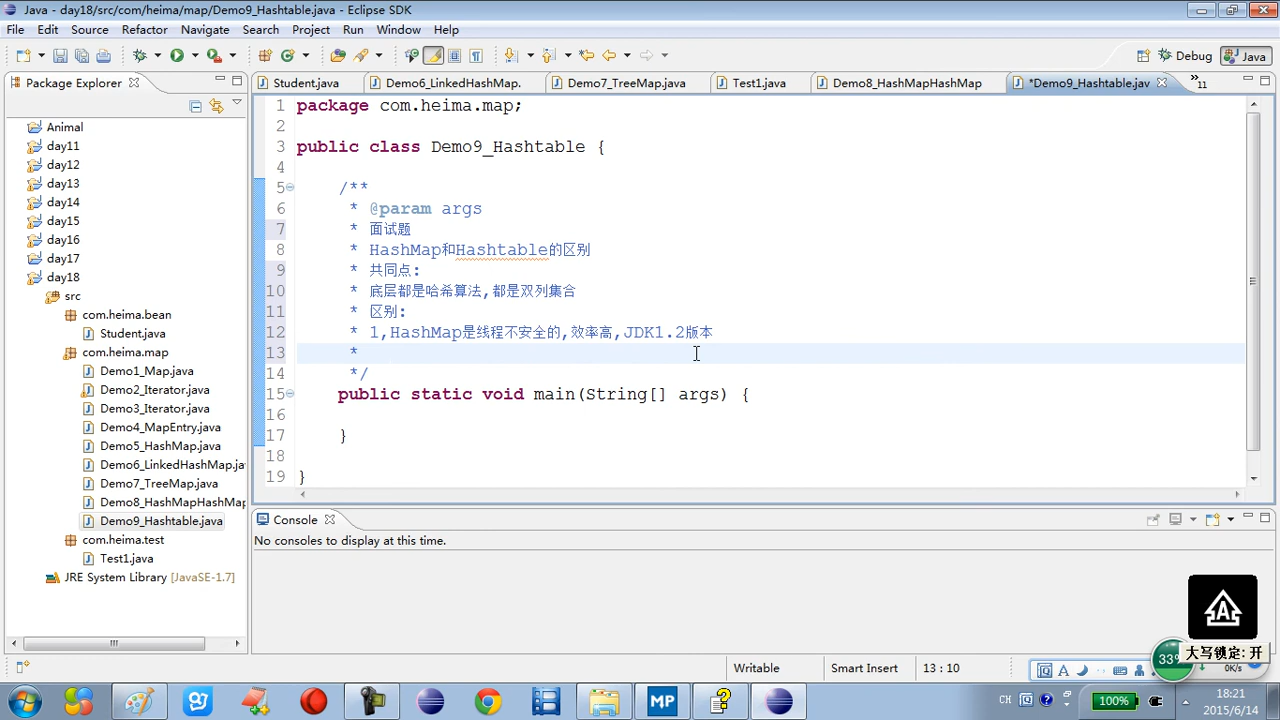 Java - day18/src/com/heima/map/Demo9_Hashtable.java - Eclipse SDK
File Edit Source Refactor Navigate Search Project Run Window Help
Debug Java
Package Explorer
Student.java Demo6_LinkedHashMap. Demo7_TreeMap.java Test1.java Demo8_HashMapHashMap *Demo9_Hashtable.jav 11
Animal
day11
day12
day13
day14
day15
day16
day17
day18
src
com.heima.bean
Student.java
com.heima.map
Demo1_Map.java
Demo2_Iterator.java
Demo3_Iterator.java
Demo4_MapEntry.java
Demo5_HashMap.java
Demo6_LinkedHashMap.ja
Demo7_TreeMap.java
Demo8_HashMapHashMap
Demo9_Hashtable.java
com.heima.test
Test1.java
JRE System Library [JavaSE-1.7]
1 package com.heima.map;
2
3 public class Demo9_Hashtable {
4
5 /**
6 * @param args
7 * 面试题
8 * HashMap和Hashtable的区别
9 * 共同点:
10 * 底层都是哈希算法,都是双列集合
11 * 区别:
12 * 1,HashMap是线程不安全的,效率高,JDK1.2版本
13 *
14 */
15 public static void main(String[] args) {
16
17 }
18
19 }
Console
No consoles to display at this time.
A
33%
大写锁定: 开
0K/s
Writable Smart Insert 13 : 10
CH
100%
18:21
2015/6/14
MP